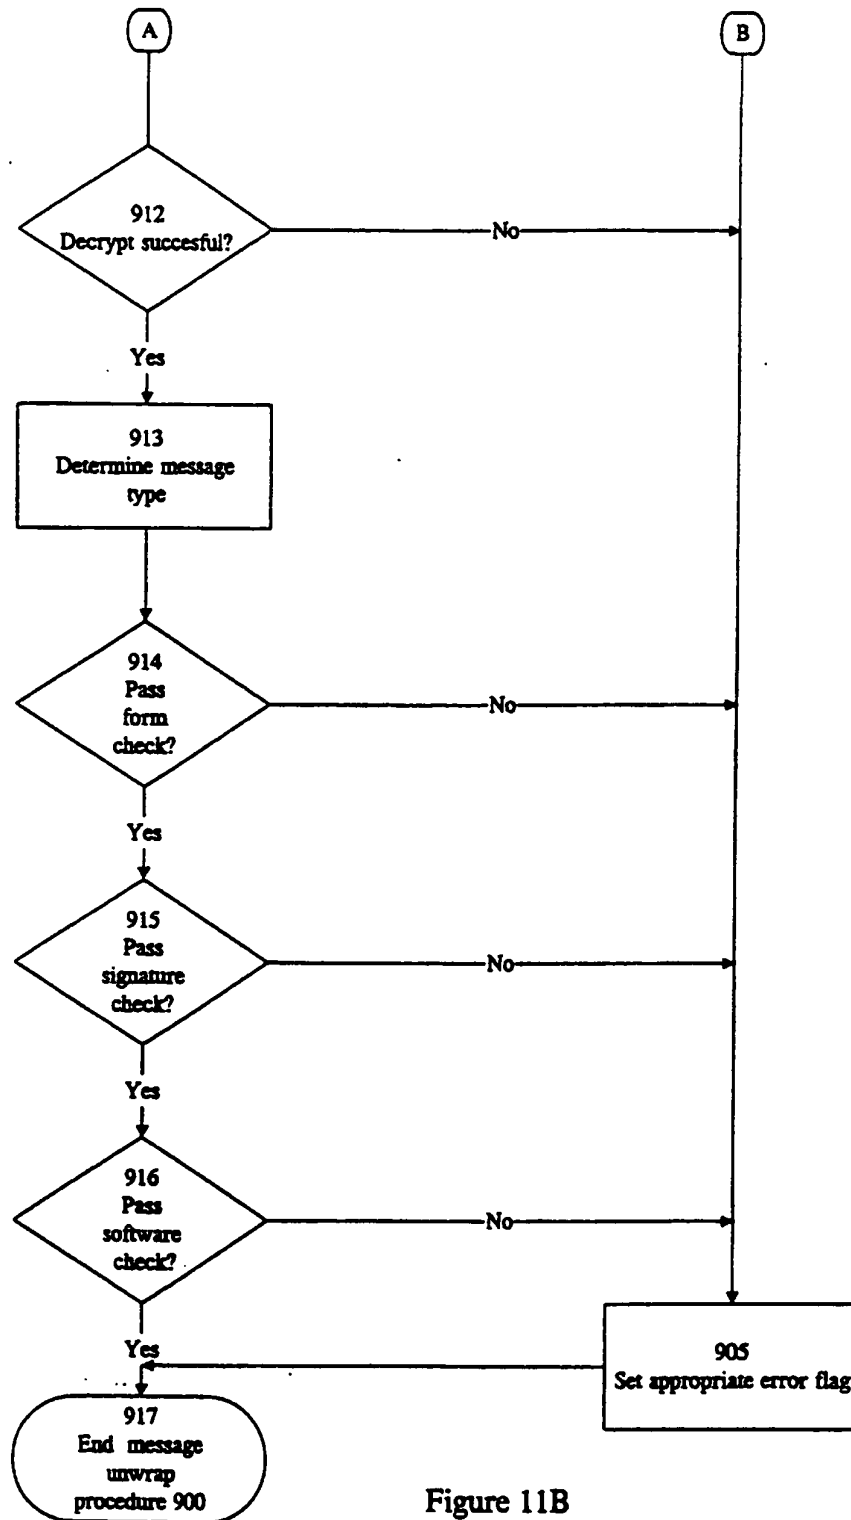 A
B
912
Decrypt succesful?
No
Yes
913
Determine message
type
914
Pass
form
check?
No
Yes
915
Pass
signature
check?
No
Yes
916
Pass
software
check?
No
Yes
905
Set appropriate error flag
917
End message
unwrap
procedure 900
Figure 11B